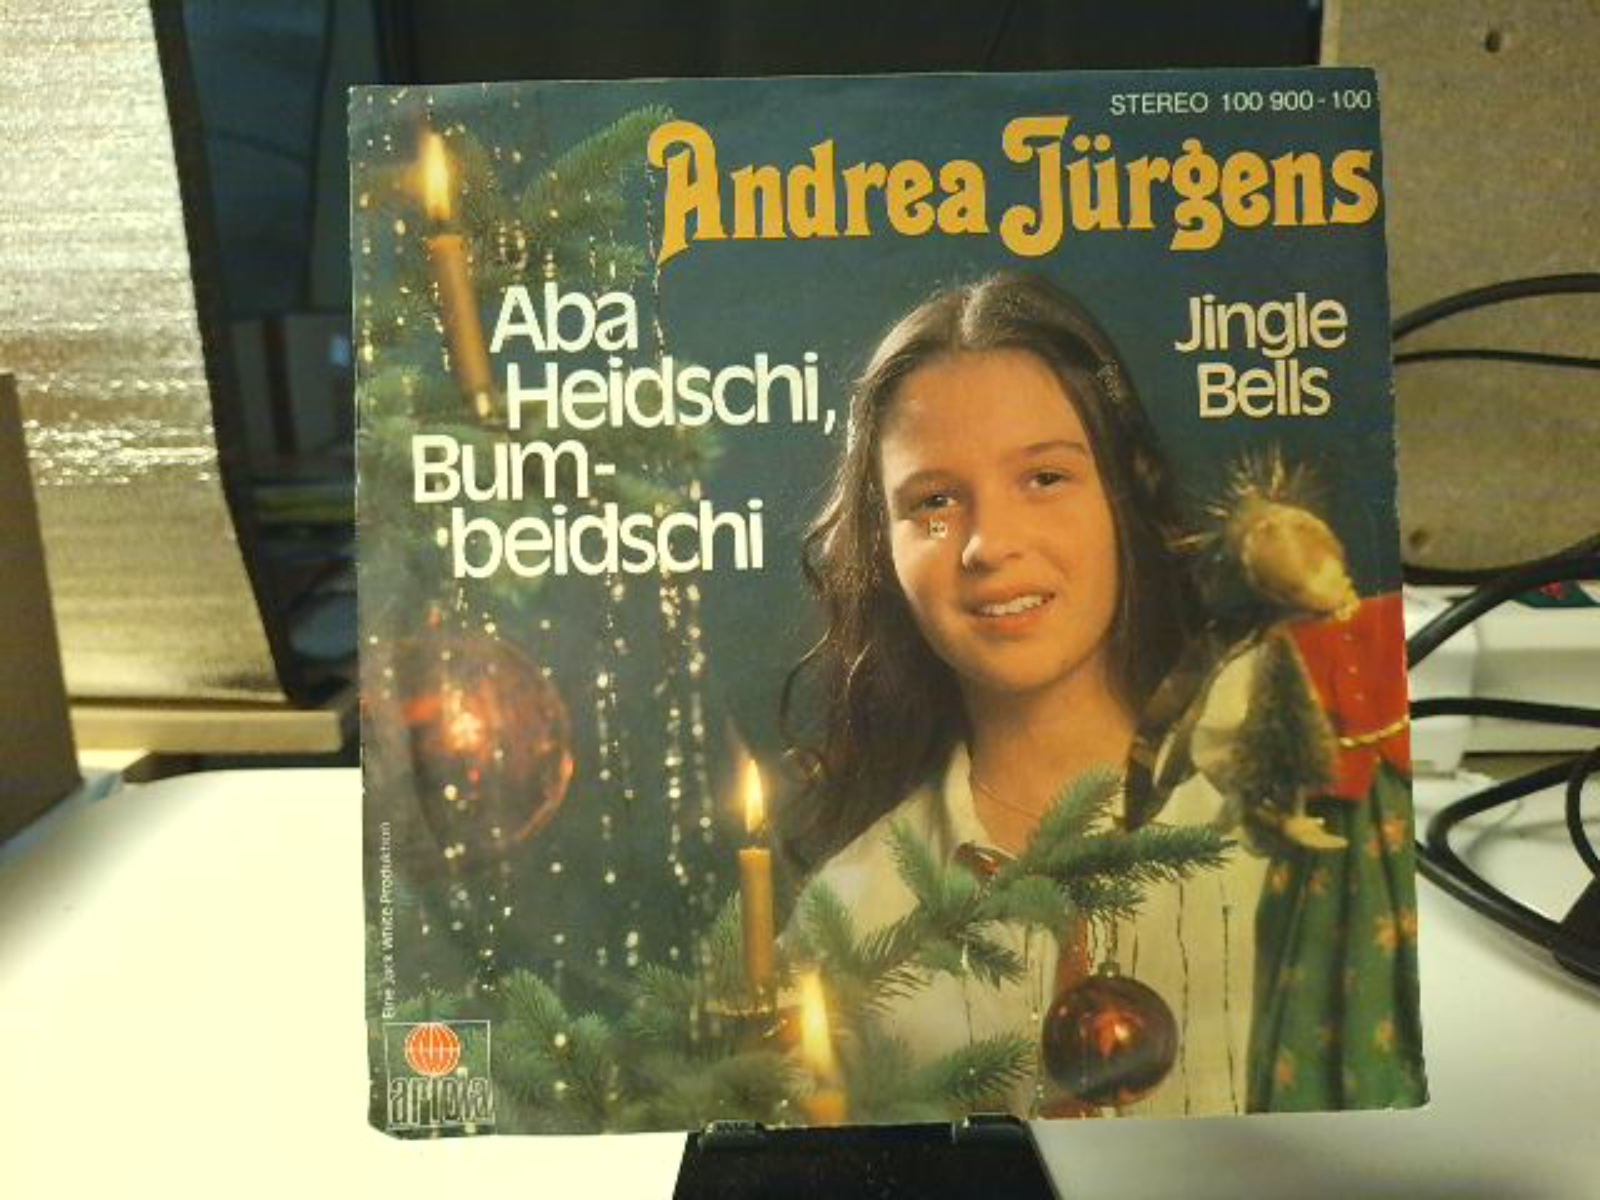 STEREO 100 900-100
Andrea Jürgens
Aba
Heidschi,
Bum-
beidschi
Jingle
Bells
Eine Jack White-Produktion
ariola